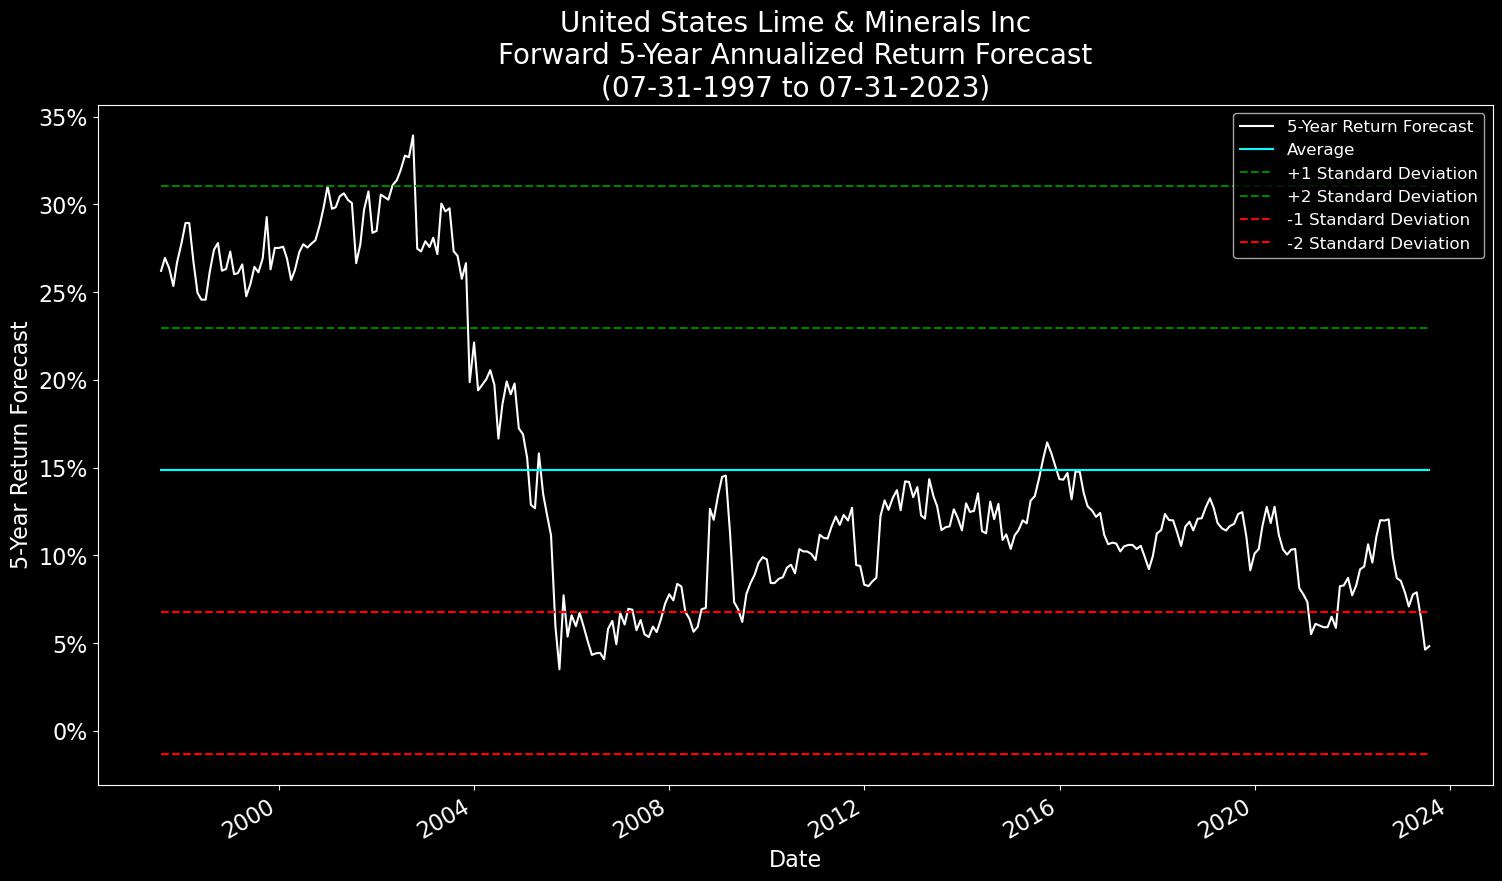 United States Lime & Minerals Inc
Forward 5-Year Annualized Return Forecast
(07-31-1997 to 07-31-2023)
35%
30%
25%
20%
15%
10%
5%
0%
5-Year Return Forecast
5-Year Return Forecast
Average
+1 Standard Deviation
+2 Standard Deviation
-1 Standard Deviation
-2 Standard Deviation
2000
2004
2008
2012
2016
2020
2024
Date